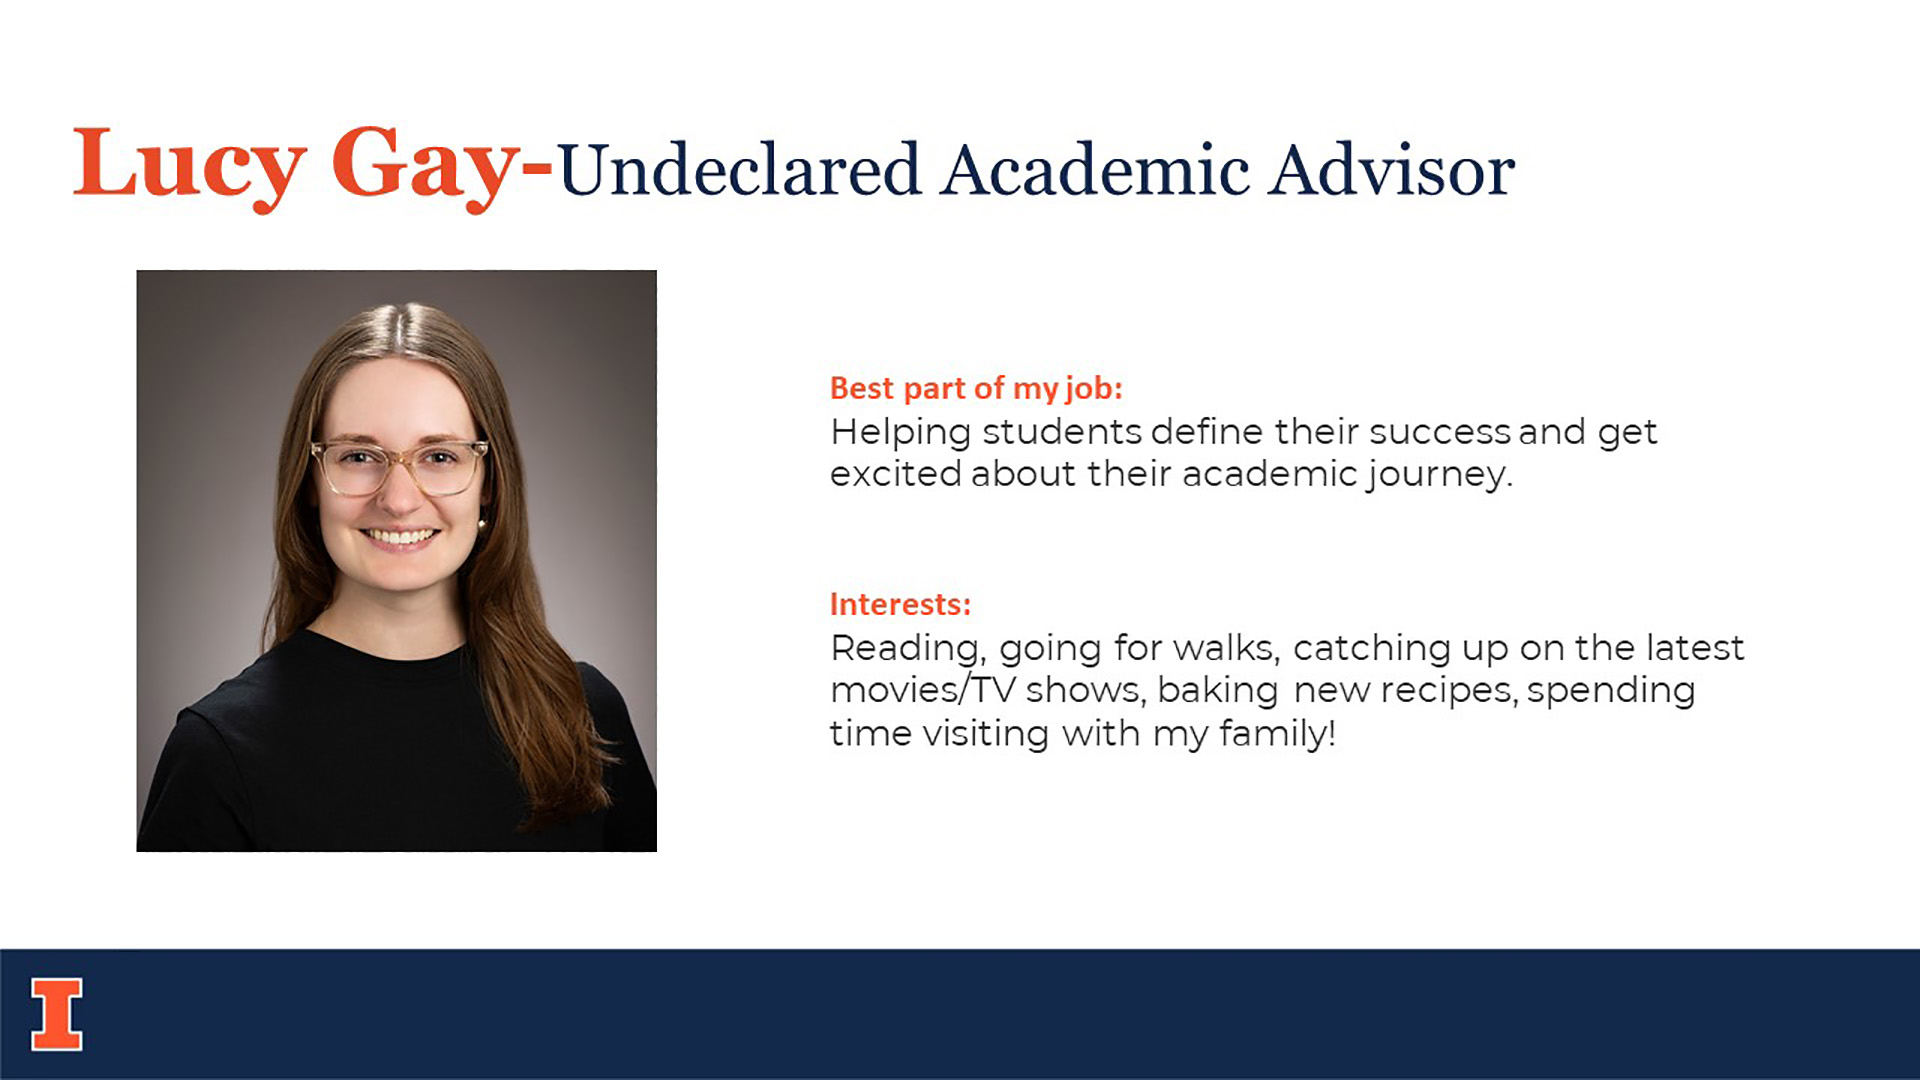 Lucy Gay-Undeclared Academic Advisor
Best part of my job:
Helping students define their success and get
excited about their academic journey.
Interests:
Reading, going for walks, catching up on the latest
movies/TV shows, baking new recipes, spending
time visiting with my family!
I